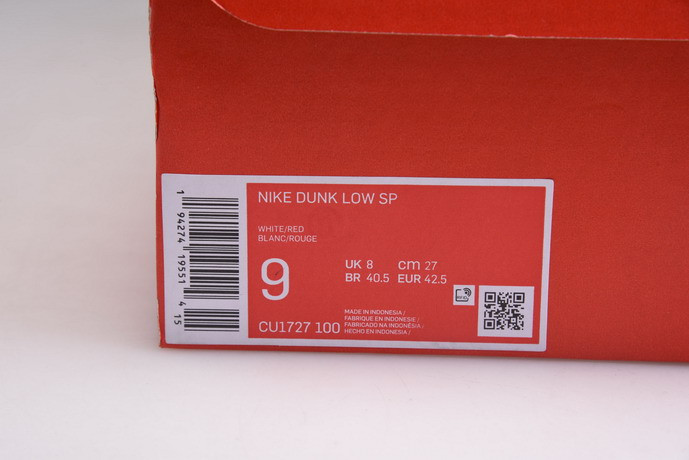 NIKE DUNK LOW SP
WHITE/RED
BLANC/ROUGE
9
UK 8 cm 27
BR 40.5 EUR 42.5
CU1727 100
MADE IN INDONESIA /
FABRIQUE EN INDONESIE /
FABRICADO NA INDONÉSIA /
HECHO EN INDONESIA /
1 94274 19551 4 15